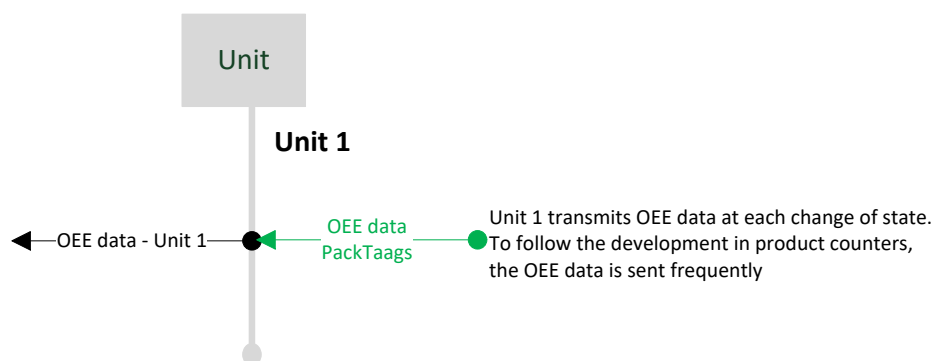 Unit
Unit 1
OEE data - Unit 1
OEE data
PackTaags
Unit 1 transmits OEE data at each change of state.
To follow the development in product counters,
the OEE data is sent frequently